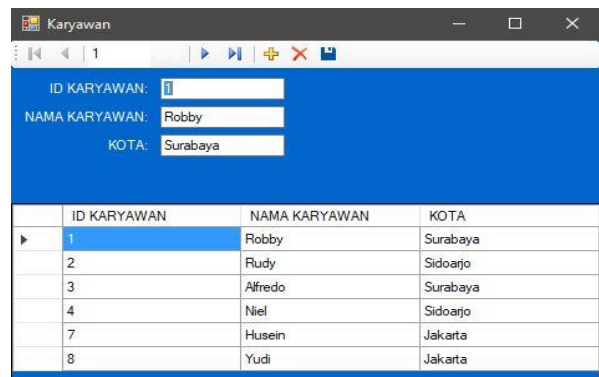 Karyawan
1
ID KARYAWAN: 1
NAMA KARYAWAN: Robby
KOTA: Surabaya
ID KARYAWAN NAMA KARYAWAN KOTA
1 Robby Surabaya
2 Rudy Sidoarjo
3 Alfredo Surabaya
4 Niel Sidoarjo
7 Husein Jakarta
8 Yudi Jakarta